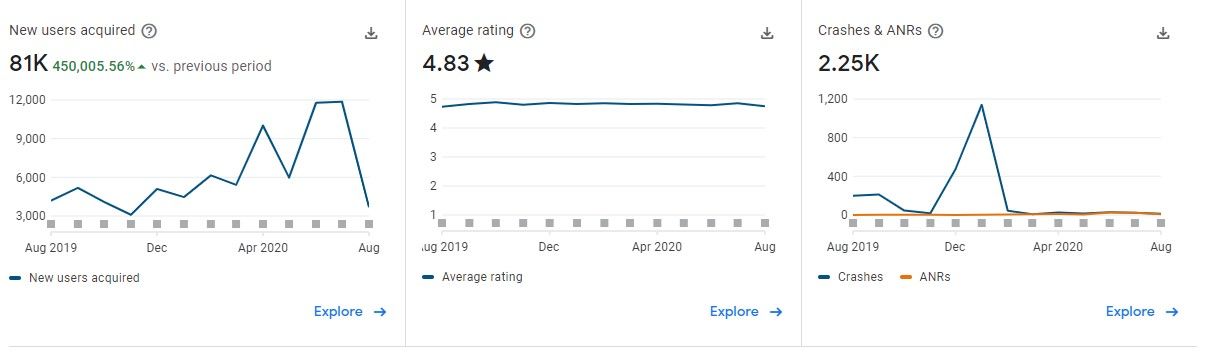 New users acquired
81K 450,005.56% vs. previous period
12,000
9,000
6,000
3,000
Aug 2019 Dec Apr 2020 Aug
New users acquired
Explore
Average rating
4.83
5
4
3
2
1
ug 2019 Dec Apr 2020 Aug
Average rating
Explore
Crashes & ANRs
2.25K
1,200
800
400
0
Aug 2019 Dec Apr 2020 Aug
Crashes ANRs
Explore